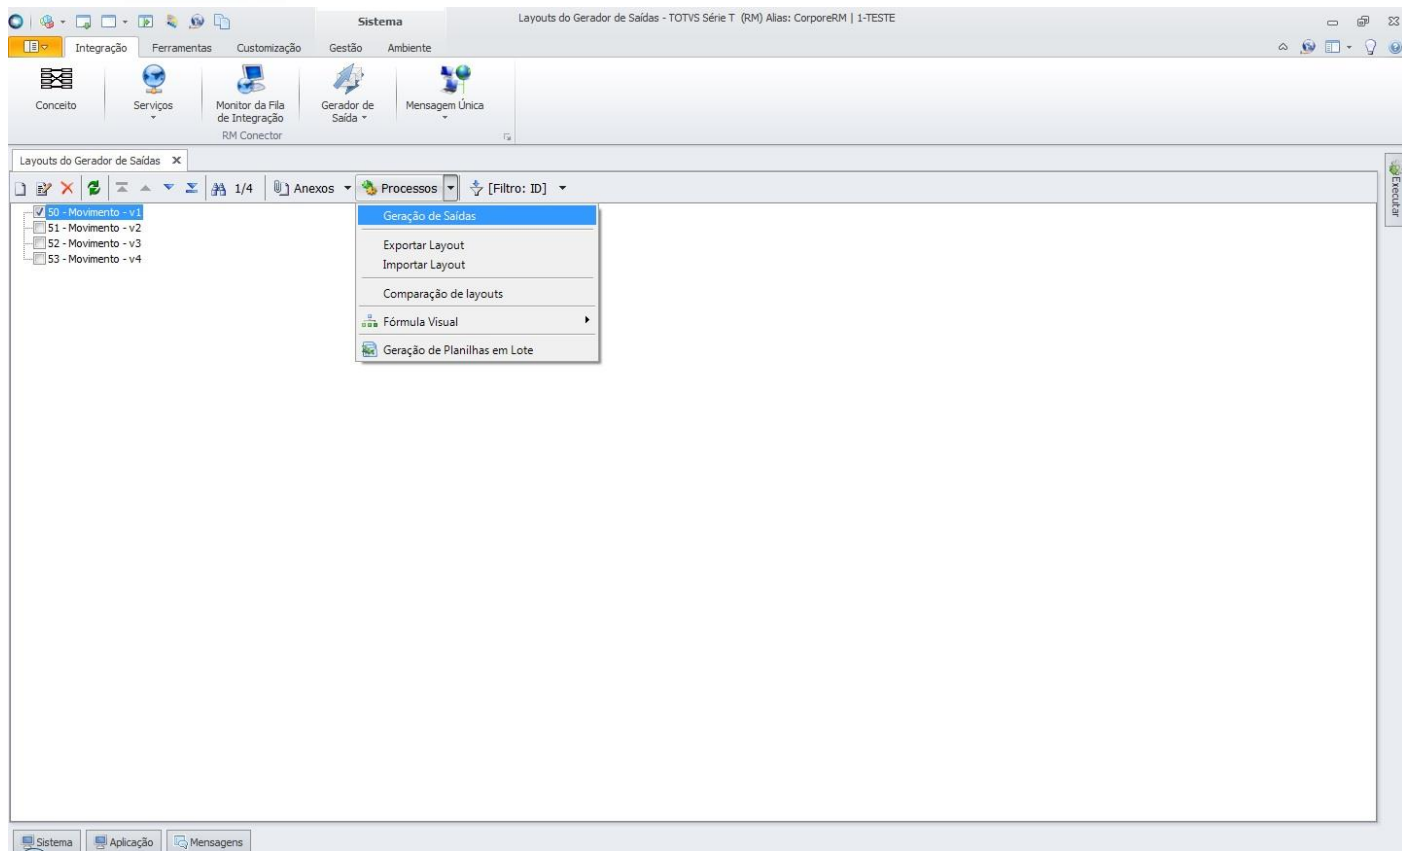 Sistema
Layouts do Gerador de Saídas - TOTVS Série T (RM) Alias: CorporeRM | 1-TESTE
Integração Ferramentas Customização Gestão Ambiente
Conceito
Serviços
Monitor da Fila
de Integração
Gerador de
Saída
Mensagem Única
RM Conector
Layouts do Gerador de Saídas X
1/4 Anexos Processos [Filtro: ID]
Executar
50 - Movimento - v1
51 - Movimento - v2
52 - Movimento - v3
53 - Movimento - v4
Geração de Saídas
Exportar Layout
Importar Layout
Comparação de layouts
Fórmula Visual
Geração de Planilhas em Lote
Sistema Aplicação Mensagens